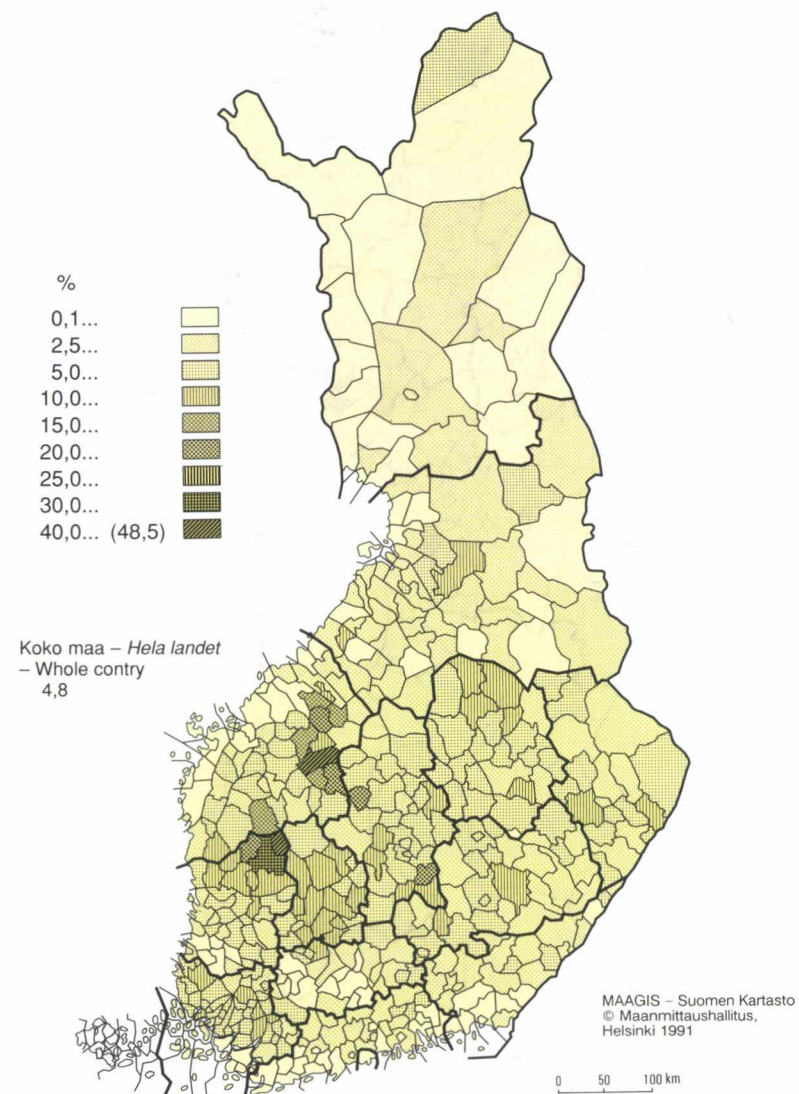 %
0,1...
2,5...
5,0...
10,0...
15,0...
20,0...
25,0...
30,0...
40,0... (48,5)
Koko maa – Hela landet
– Whole contry
4,8
MAAGIS – Suomen Kartasto
© Maanmittaushallitus,
Helsinki 1991
0 50 100 km